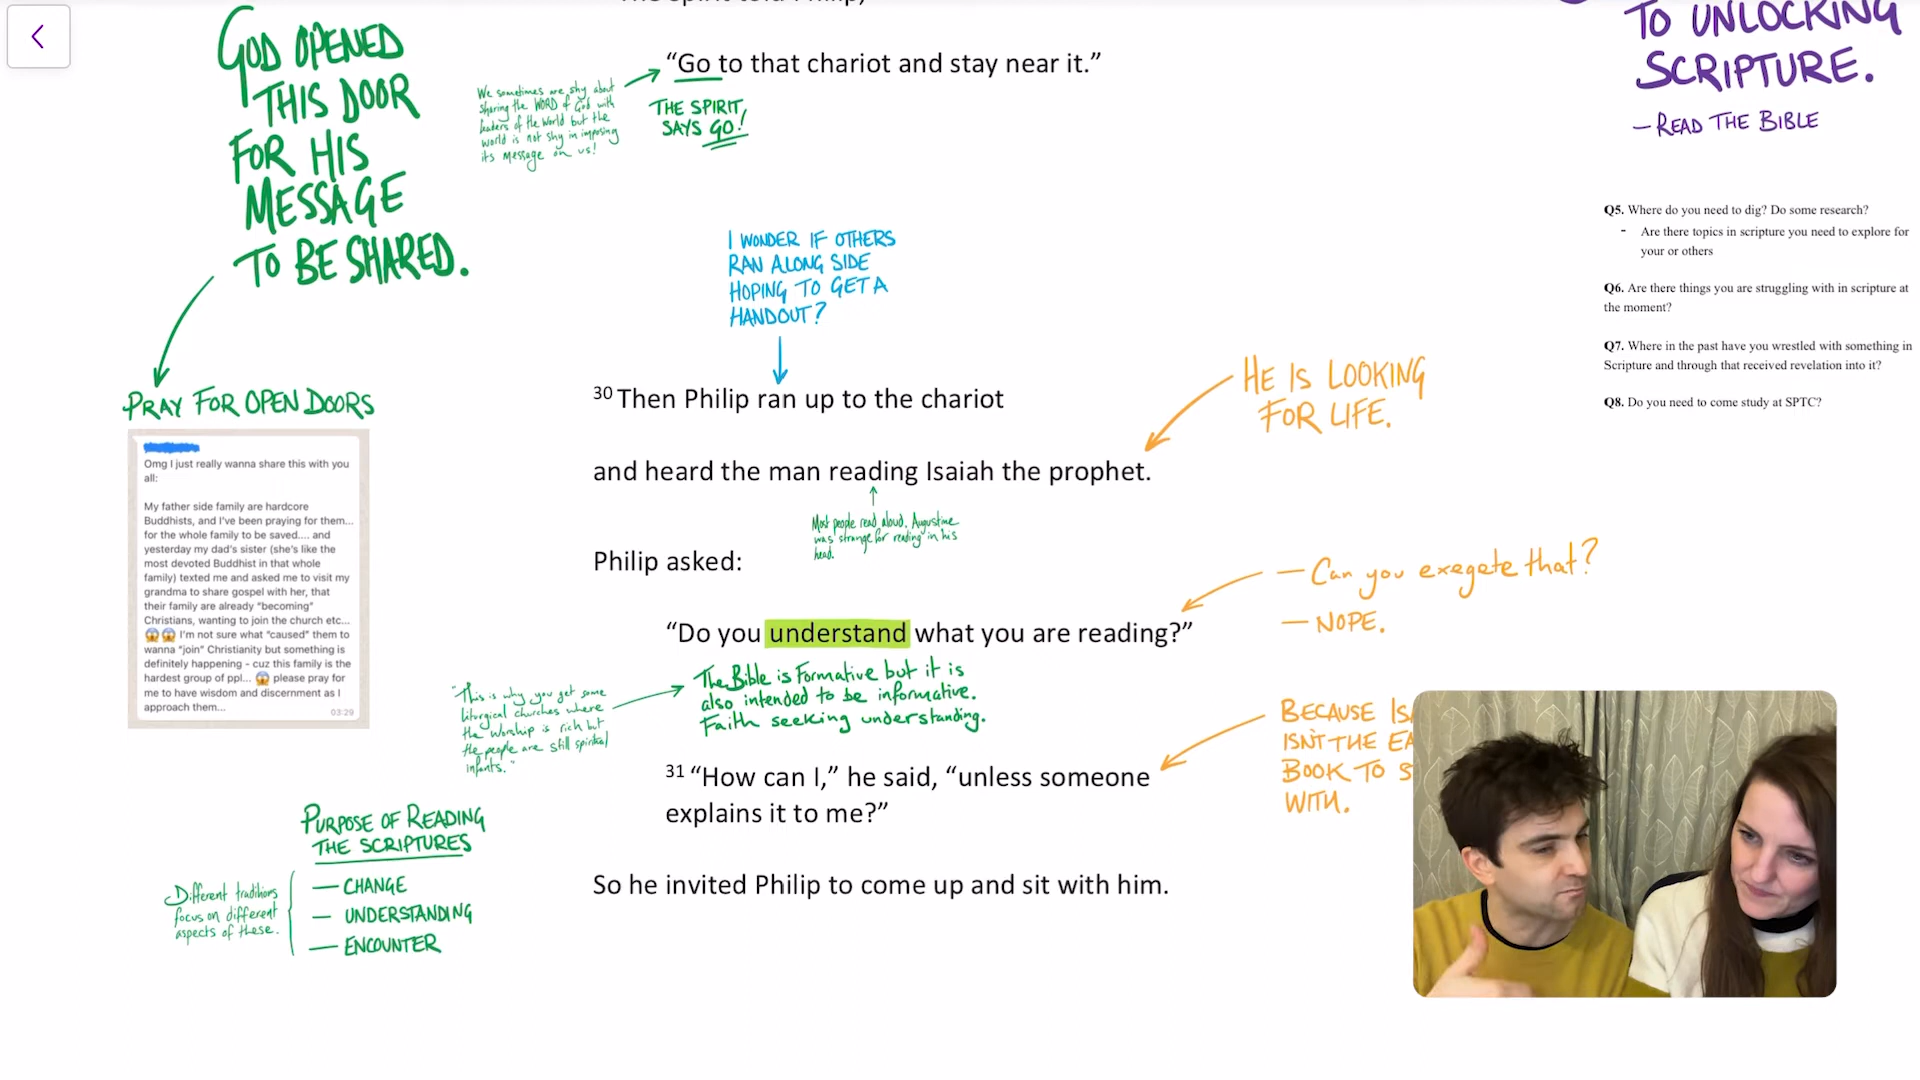 The Spirit told Philip,
GOD OPENED
THIS DOOR
FOR HIS
MESSAGE
TO BE SHARED.
"Go to that chariot and stay near it."
We sometimes are shy about
sharing the WORD of God with
leaders of the World but the
world is not shy in imposing
its Message on us!
THE SPIRIT
SAYS GO!
TO UNLOCKING
SCRIPTURE.
– READ THE BIBLE
Q5. Where do you need to dig? Do some research?
- Are there topics in scripture you need to explore for
your or others
Q6. Are there things you are struggling with in scripture at
the moment?
Q7. Where in the past have you wrestled with something in
Scripture and through that received revelation into it?
Q8. Do you need to come study at SPTC?
I WONDER IF OTHERS
RAN ALONG SIDE
HOPING TO GET A
HANDOUT?
PRAY FOR OPEN DOORS
Omg I just really wanna share this with you
all:
My father side family are hardcore
Buddhists, and I've been praying for them...
for the whole family to be saved.... and
yesterday my dad's sister (she's like the
most devoted Buddhist in that whole
family) texted me and asked me to visit my
grandma to share gospel with her, that
their family are already "becoming"
Christians, wanting to join the church etc...
😱😱 I'm not sure what "caused" them to
wanna "join" Christianity but something is
definitely happening - cuz this family is the
hardest group of ppl... 😱 please pray for
me to have wisdom and discernment as I
approach them...
03:29
30 Then Philip ran up to the chariot
HE IS LOOKING
FOR LIFE.
and heard the man reading Isaiah the prophet.
Most people read aloud. Augustine
was strange for reading in his
head.
Philip asked:
– Can you exegete that?
– NOPE.
"Do you understand what you are reading?"
The Bible is Formative but it is
also intended to be informative.
Faith seeking understanding.
"This is why you get some
liturgical churches where
the Worship is rich but
the people are still spiritual
infants."
BECAUSE
ISN'T THE
BOOK TO
WITH.
31 "How can I," he said, "unless someone
explains it to me?"
PURPOSE OF READING
THE SCRIPTURES
Different traditions
focus on different
aspects of these.
– CHANGE
– UNDERSTANDING
– ENCOUNTER
So he invited Philip to come up and sit with him.